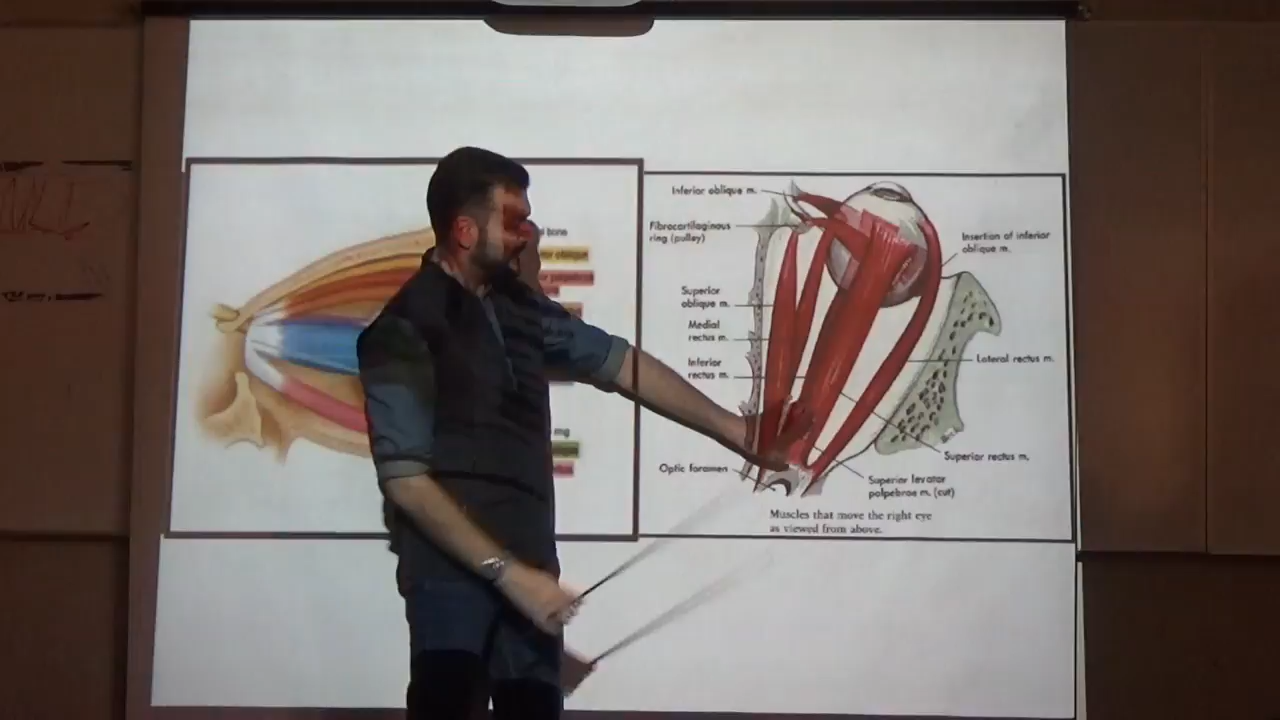 bone
Inferior oblique m.
Fibrocartilaginous
ring (pulley)
Insertion of inferior
oblique m.
Superior
oblique m.
Medial
rectus m.
Inferior
rectus m.
Lateral rectus m.
Superior rectus m.
Optic foramen
Superior levator
palpebrae m. (cut)
Muscles that move the right eye
as viewed from above.